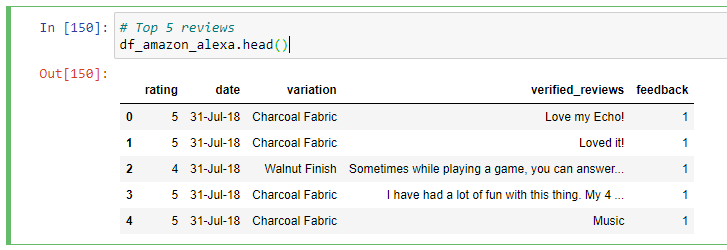 In [150]: # Top 5 reviews
df_amazon_alexa.head()
Out[150]:
rating date variation verified_reviews feedback
0 5 31-Jul-18 Charcoal Fabric Love my Echo! 1
1 5 31-Jul-18 Charcoal Fabric Loved it! 1
2 4 31-Jul-18 Walnut Finish Sometimes while playing a game, you can answer... 1
3 5 31-Jul-18 Charcoal Fabric I have had a lot of fun with this thing. My 4 ... 1
4 5 31-Jul-18 Charcoal Fabric Music 1